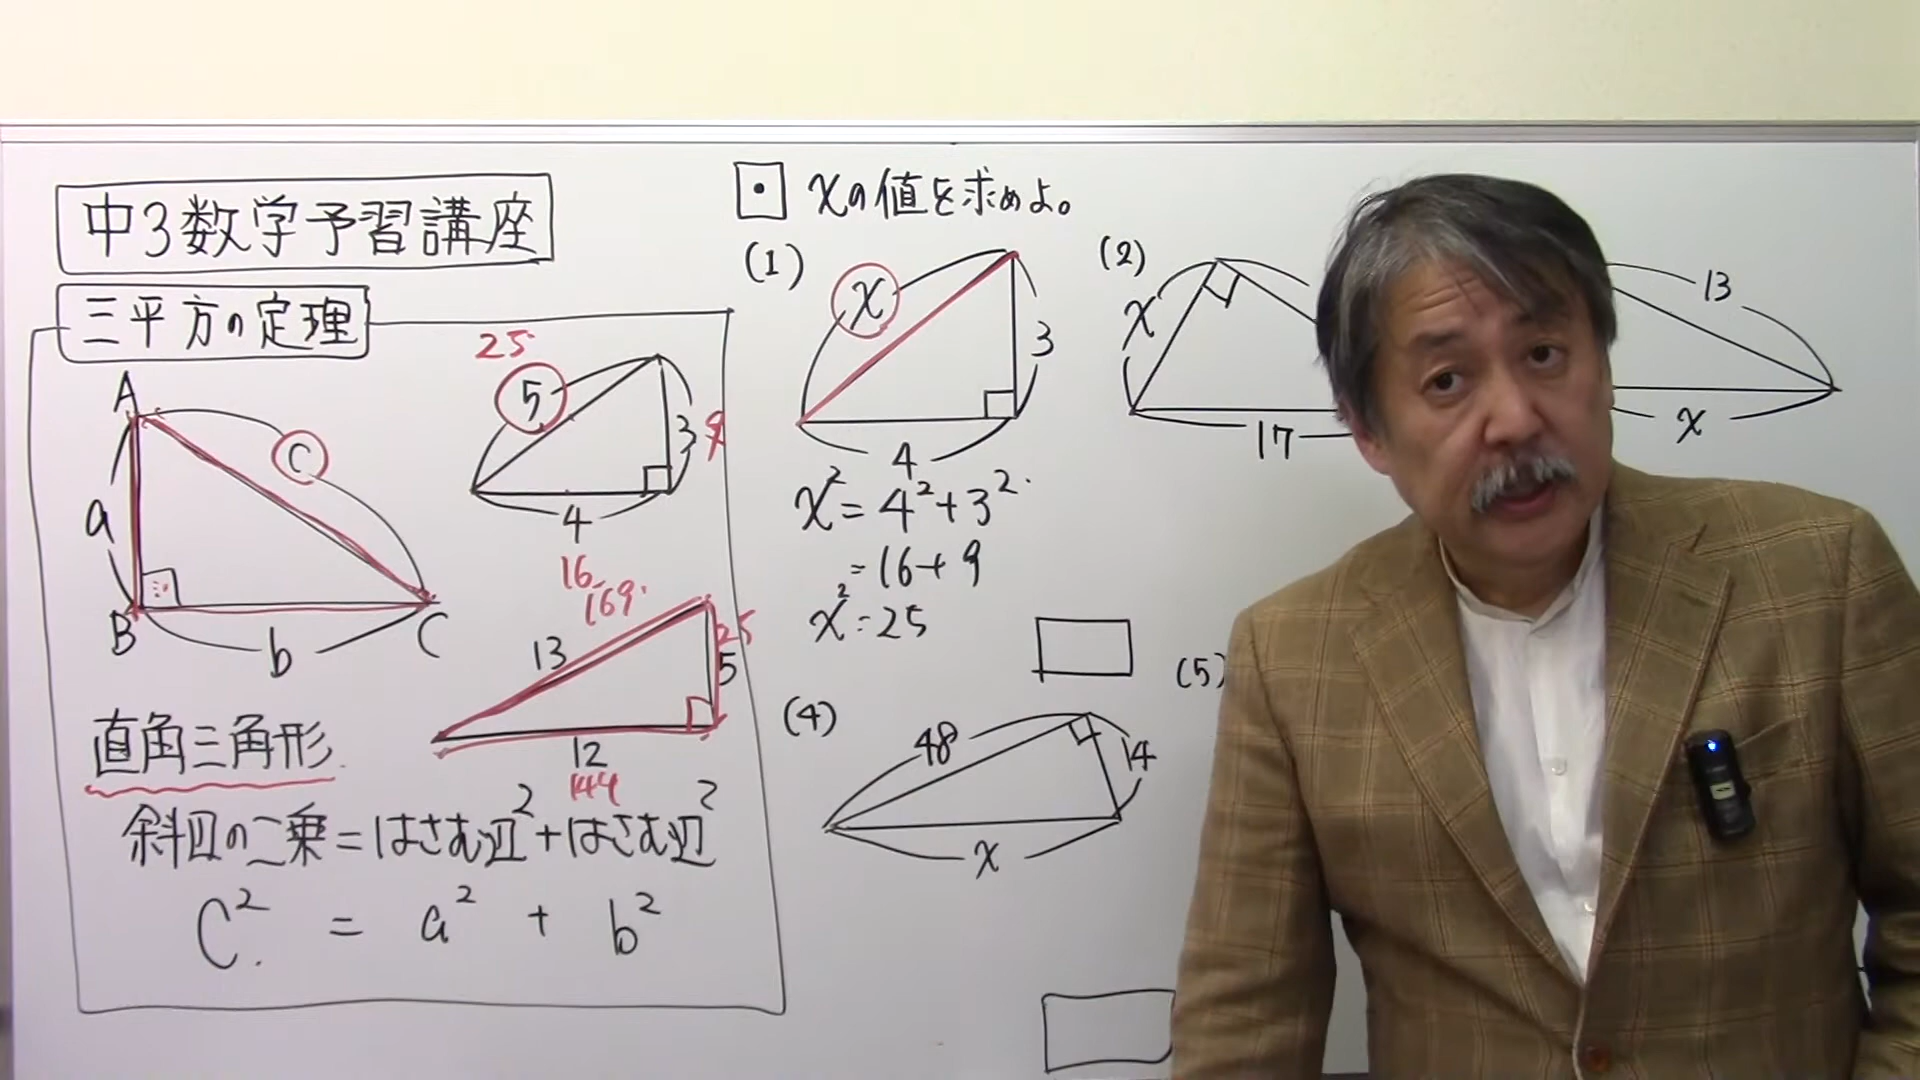 中3数学予習講座
三平方の定理
A
a
B
b
C
c
25
5
3
9
4
16
169
13
25
5
12
144
直角三角形
斜辺の二乗=はさむ辺²+はさむ辺²
C² = a² + b²
xの値を求めよ。
(1)
x
3
4
x²=4²+3²
=16+9
x²=25
(2)
x
17
13
x
(4)
48
14
x
(5)